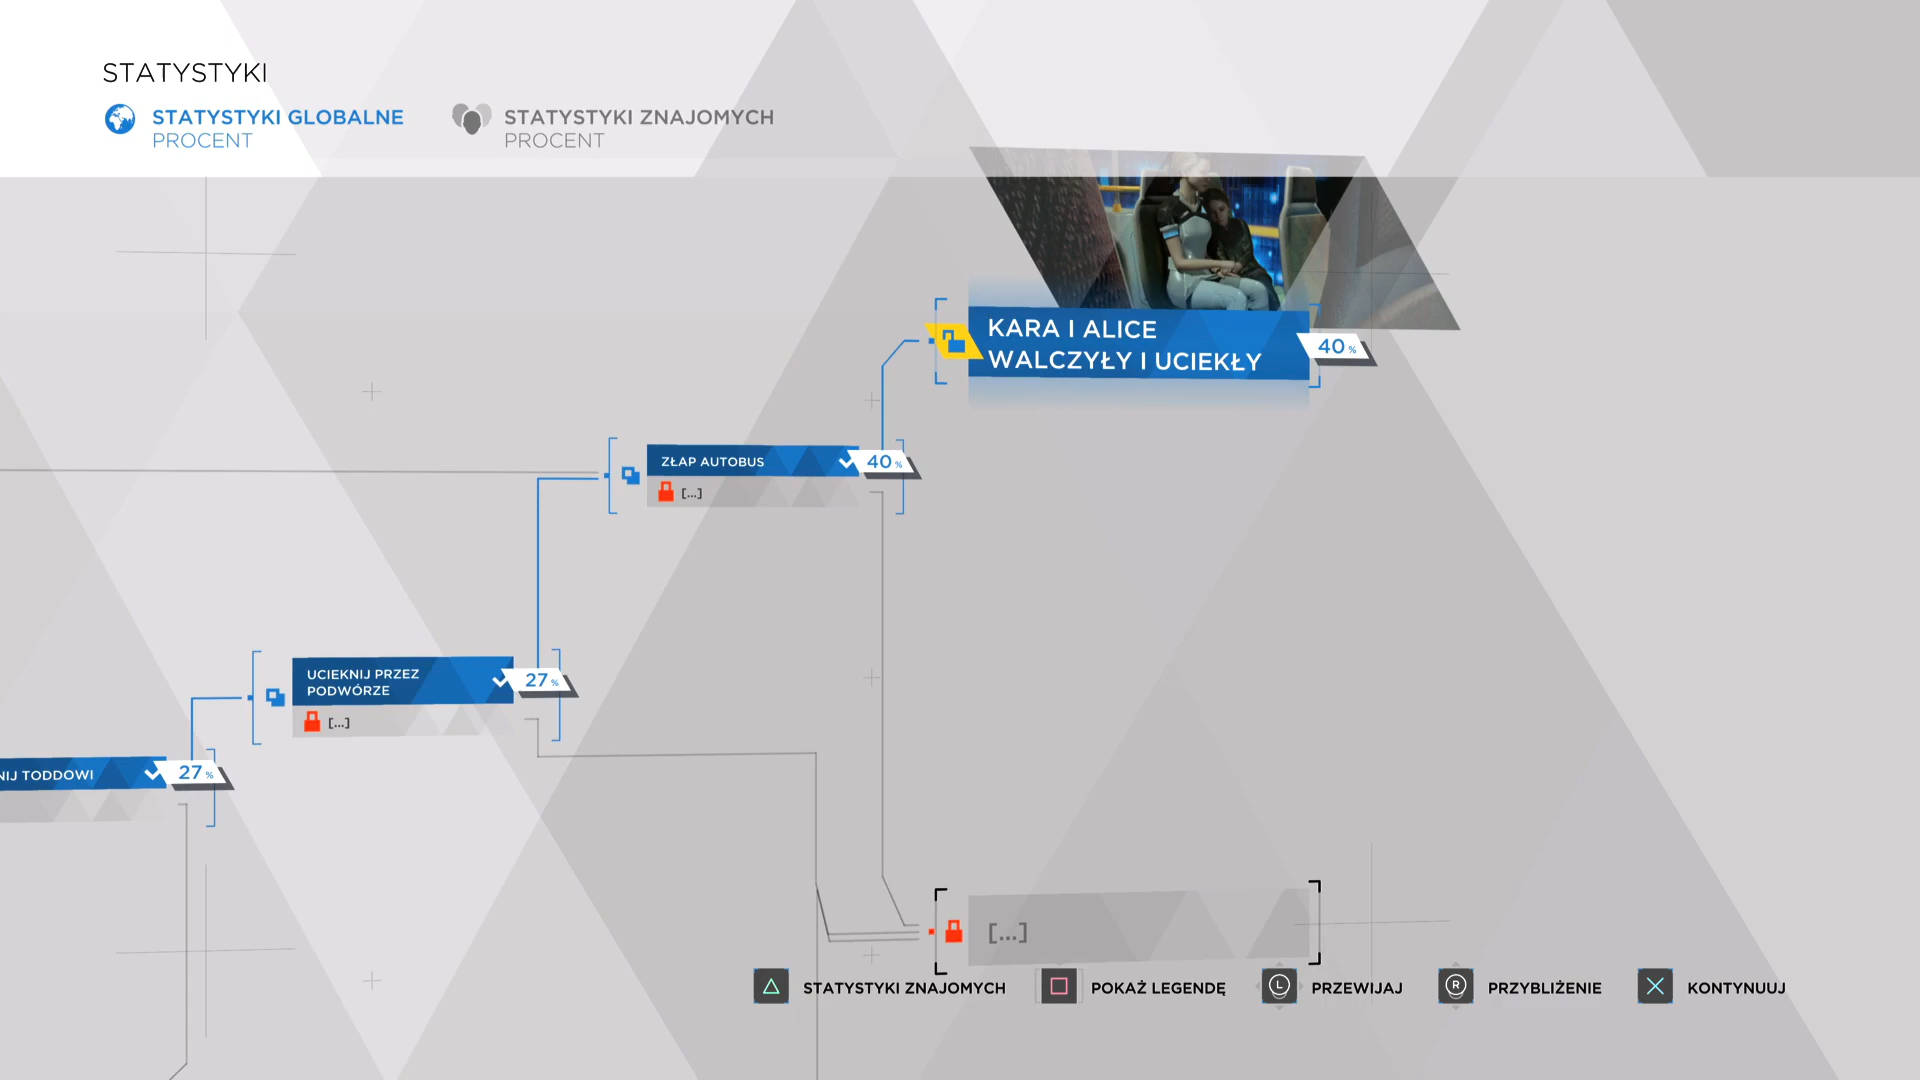 STATYSTYKI
STATYSTYKI GLOBALNE
PROCENT
STATYSTYKI ZNAJOMYCH
PROCENT
KARA I ALICE
WALCZYŁY I UCIEKŁY
40 %
ZŁAP AUTOBUS
40 %
[...]
UCIEKNIJ PRZEZ
PODWÓRZE
27 %
[...]
NIJ TODDOWI
27 %
[...]
STATYSTYKI ZNAJOMYCH
POKAŻ LEGENDĘ
L
PRZEWIJAJ
R
PRZYBLIŻENIE
KONTYNUUJ